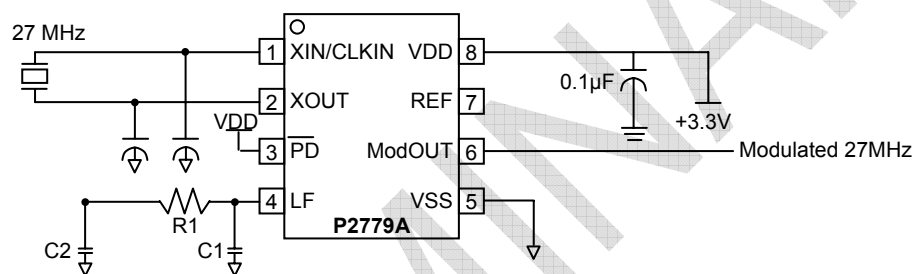 27 MHz
1 XIN/CLKIN VDD 8
0.1µF
2 XOUT REF 7
VDD
+3.3V
3 PD ModOUT 6
Modulated 27MHz
4 LF VSS 5
R1
P2779A
C2
C1